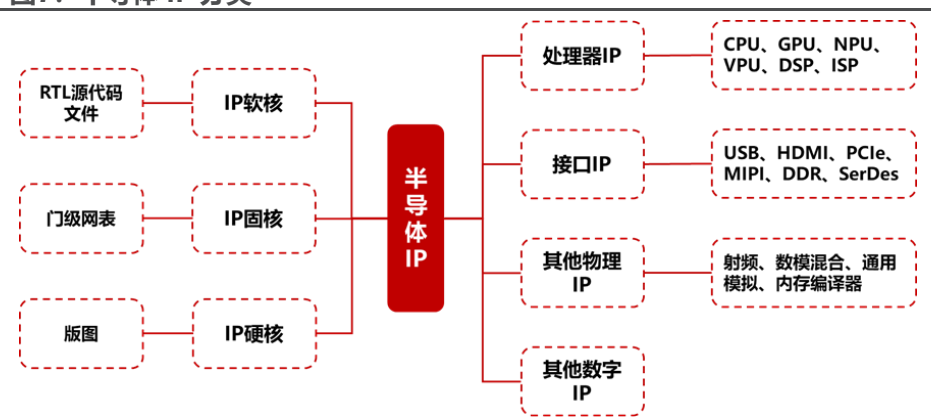 RTL源代码
文件
IP软核
门级网表
IP固核
版图
IP硬核
半
导
体
IP
处理器IP
CPU、GPU、NPU、
VPU、DSP、ISP
接口IP
USB、HDMI、PCIe、
MIPI、DDR、SerDes
其他物理
IP
射频、数模混合、通用
模拟、内存编译器
其他数字
IP